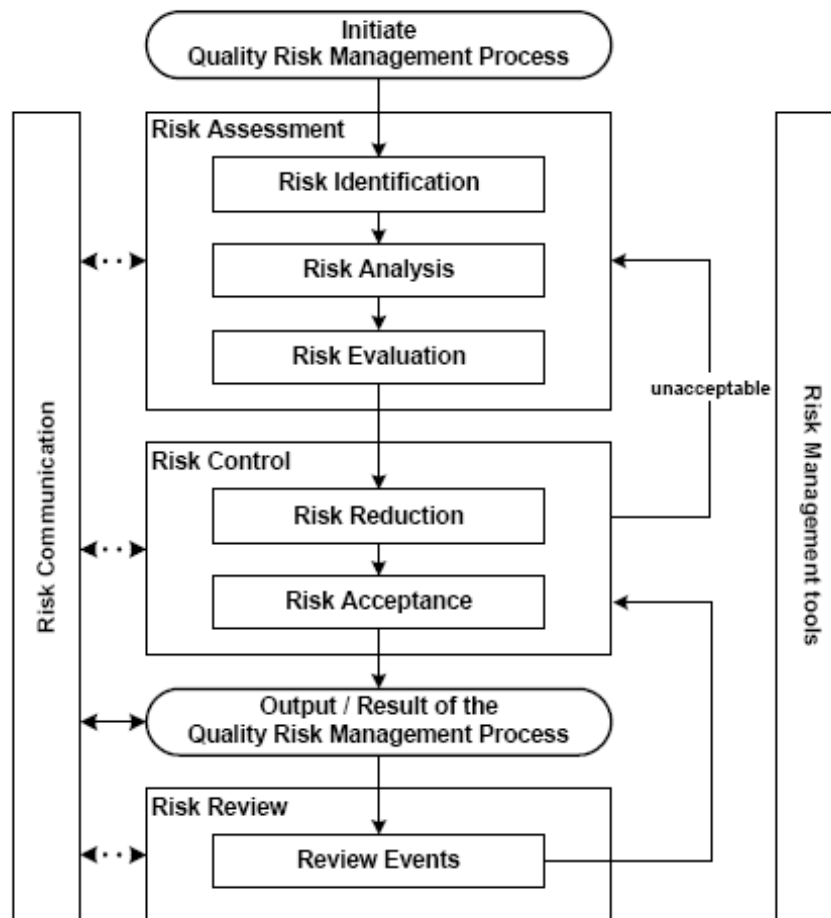 Initiate
Quality Risk Management Process
Risk Assessment
Risk Identification
Risk Analysis
Risk Evaluation
unacceptable
Risk Control
Risk Reduction
Risk Acceptance
Output / Result of the
Quality Risk Management Process
Risk Review
Review Events
Risk Communication
Risk Management tools